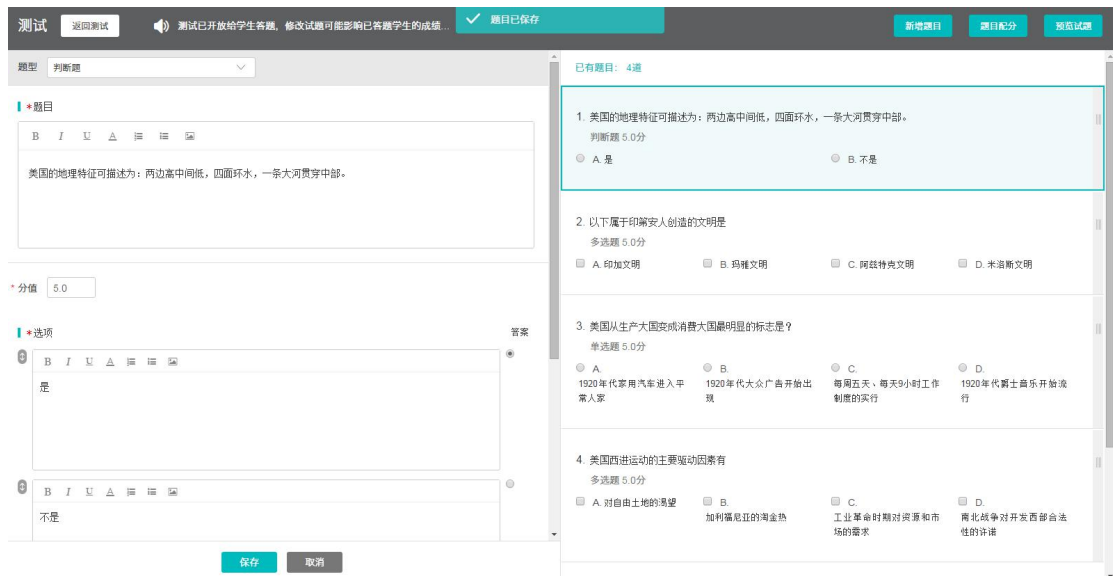 测试 返回测试 测试已开放给学生答题，修改试题可能影响已答题学生的成绩... 题目已保存 新增题目 题目配分 预览试题
题型 判断题
*题目
B I U A
美国的地理特征可描述为：两边高中间低，四面环水，一条大河贯穿中部。
* 分值 5.0
*选项 答案
B I U A
是
B I U A
不是
保存 取消
已有题目： 4道
1. 美国的地理特征可描述为：两边高中间低，四面环水，一条大河贯穿中部。
判断题 5.0分
A. 是 B. 不是
2. 以下属于印第安人创造的文明是
多选题 5.0分
A. 印加文明 B. 玛雅文明 C. 阿兹特克文明 D. 米洛斯文明
3. 美国从生产大国变成消费大国最明显的标志是？
单选题 5.0分
A. B. C. D.
1920年代家用汽车进入平 1920年代大众广告开始出 每周五天、每天9小时工作 1920年代爵士音乐开始流
常人家 现 制度的实行 行
4. 美国西进运动的主要驱动因素有
多选题 5.0分
A. 对自由土地的渴望 B. C. D.
加利福尼亚的淘金热 工业革命时期对资源和市 南北战争对开发西部合法
场的需求 性的许诺